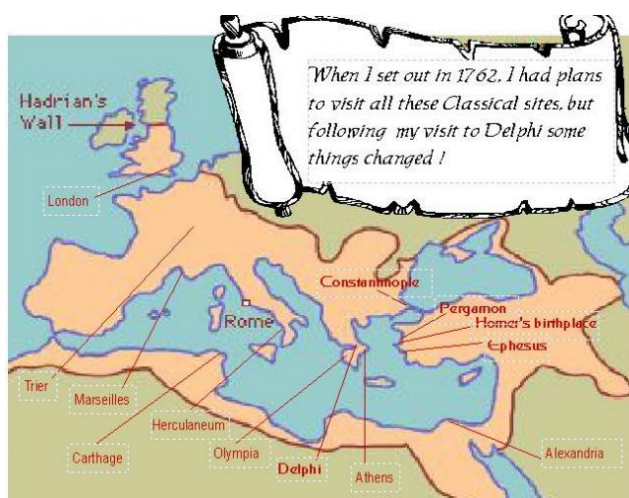 When I set out in 1762, I had plans
to visit all these Classical sites, but
following my visit to Delphi some
things changed !
Hadrian's
Wall
London
Constantinople
Pergamon
Homer's birthplace
Ephesus
Rome
Trier
Marseilles
Carthage
Herculaneum
Olympia
Delphi
Athens
Alexandria